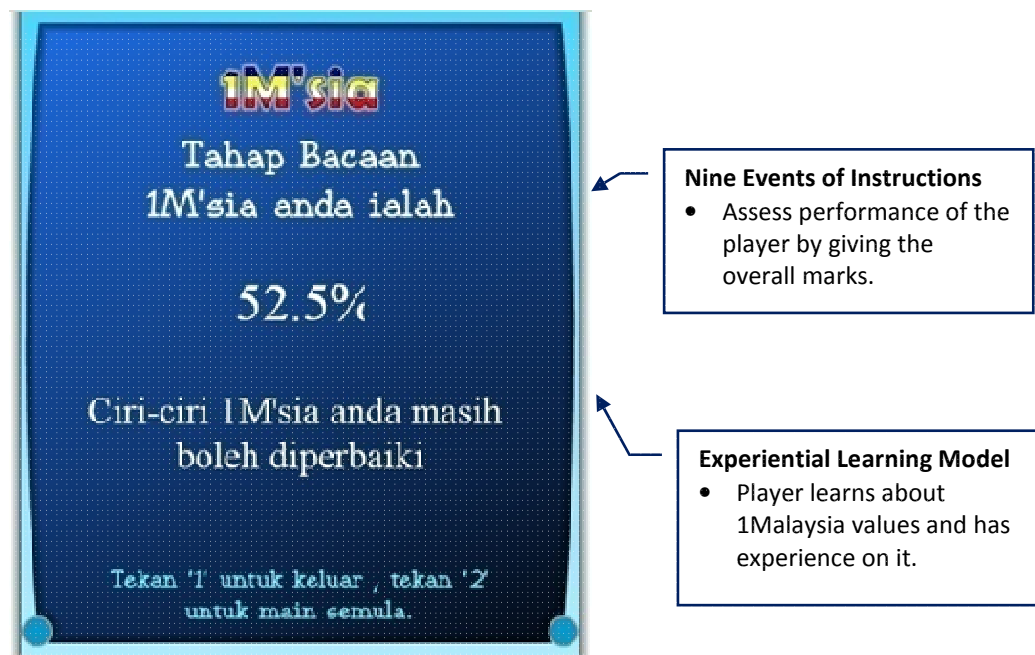 1M'sia
Tahap Bacaan
1M'sia anda ialah
52.5%
Ciri-ciri 1M'sia anda masih
boleh diperbaiki
Tekan '1' untuk keluar , tekan '2'
untuk main semula.
Nine Events of Instructions
• Assess performance of the
player by giving the
overall marks.
Experiential Learning Model
• Player learns about
1Malaysia values and has
experience on it.